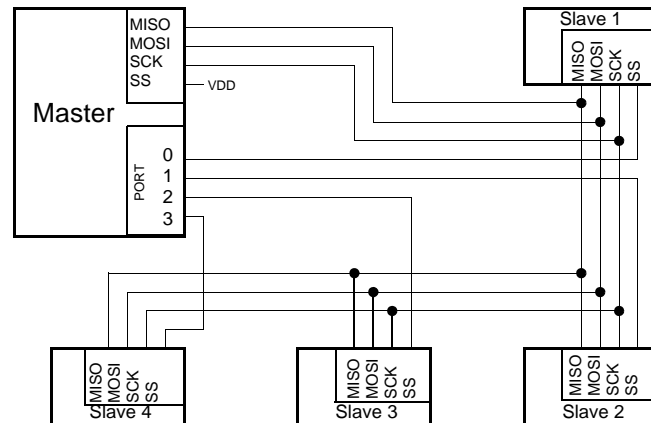 MISO
MOSI
SCK
SS
VDD
Master
PORT
0
1
2
3
Slave 1
MISO
MOSI
SCK
SS
MISO
MOSI
SCK
SS
Slave 4
MISO
MOSI
SCK
SS
Slave 3
MISO
MOSI
SCK
SS
Slave 2